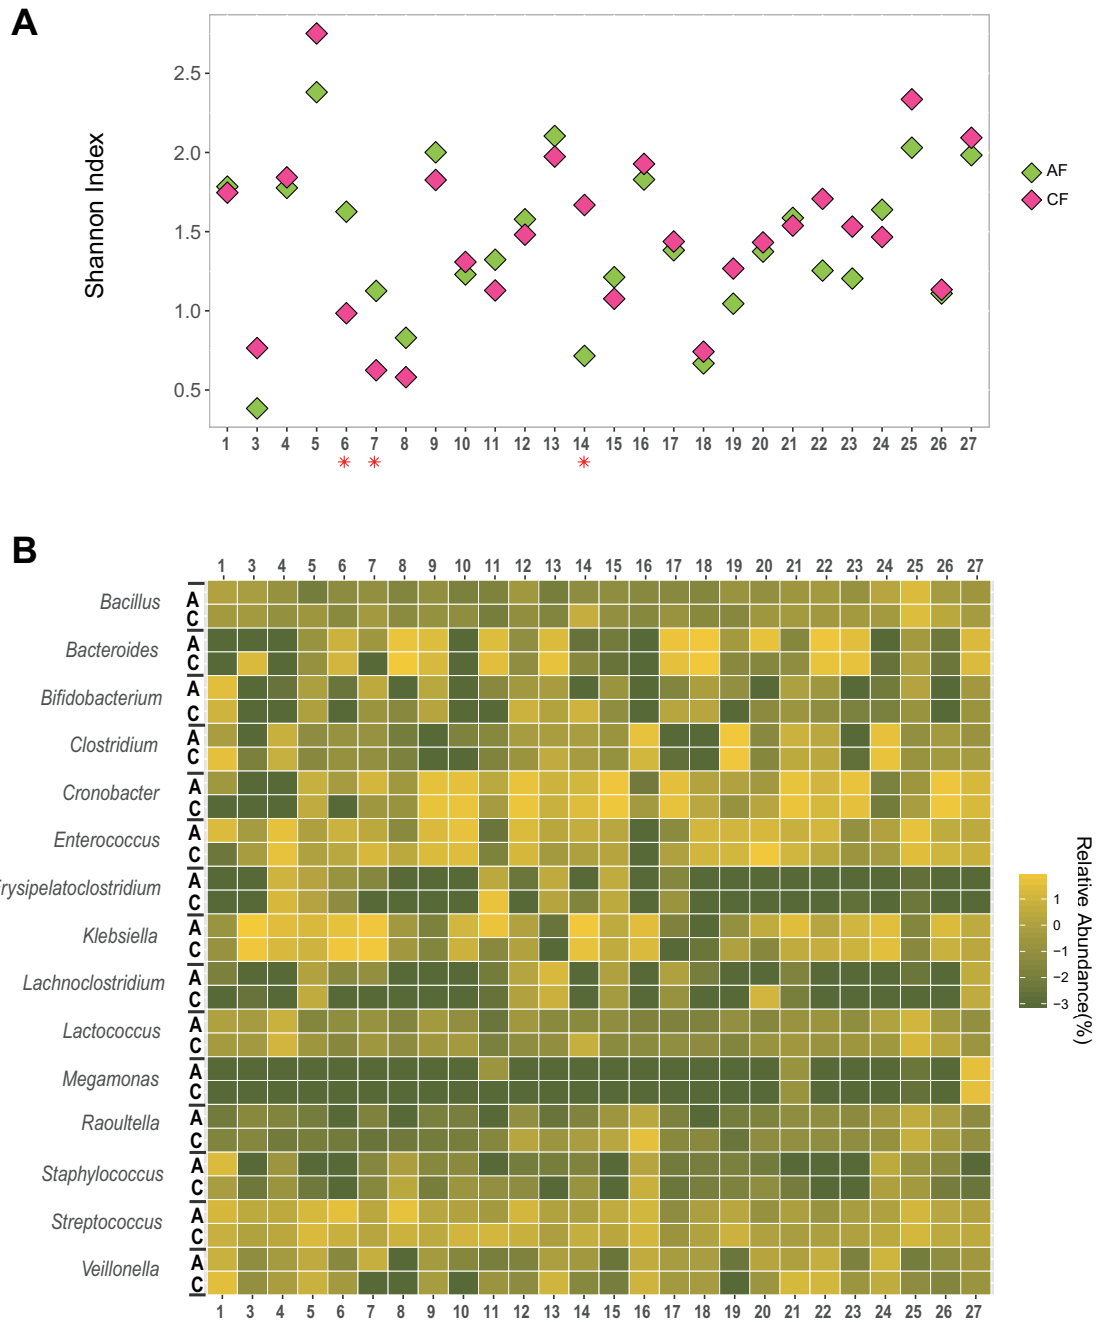 A
2.5
2.0
1.5
1.0
0.5
Shannon Index
AF
CF
1 3 4 5 6 7 8 9 10 11 12 13 14 15 16 17 18 19 20 21 22 23 24 25 26 27
* * *
B
1 3 4 5 6 7 8 9 10 11 12 13 14 15 16 17 18 19 20 21 22 23 24 25 26 27
Bacillus A
C
Bacteroides A
C
Bifidobacterium A
C
Clostridium A
C
Cronobacter A
C
Enterococcus A
C
rysipelatoclostridium A
C
Klebsiella A
C
Lachnoclostridium A
C
Lactococcus A
C
Megamonas A
C
Raoultella A
C
Staphylococcus A
C
Streptococcus A
C
Veillonella A
C
1 3 4 5 6 7 8 9 10 11 12 13 14 15 16 17 18 19 20 21 22 23 24 25 26 27
1
0
−1
−2
−3
Relative Abundance(%)